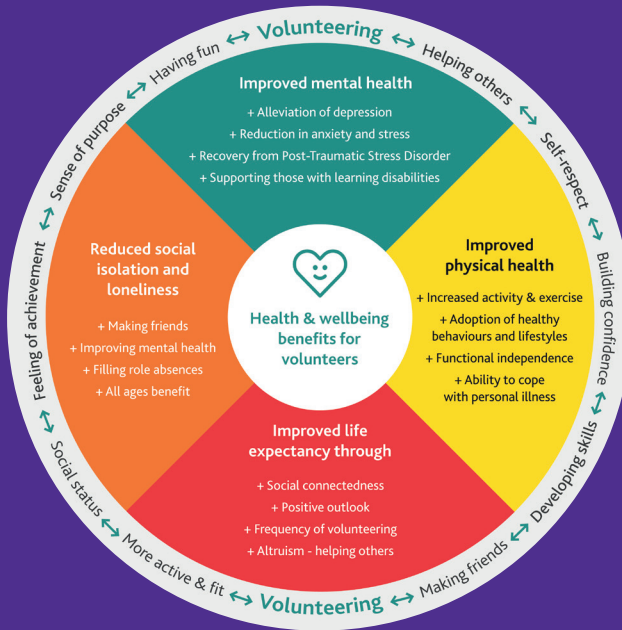 Volunteering
Helping others
Self-respect
Building confidence
Developing skills
Making friends
Volunteering
More active & fit
Social status
Feeling of achievement
Sense of purpose
Having fun
Improved mental health
+ Alleviation of depression
+ Reduction in anxiety and stress
+ Recovery from Post-Traumatic Stress Disorder
+ Supporting those with learning disabilities
Reduced social
isolation and
loneliness
+ Making friends
+ Improving mental health
+ Filling role absences
+ All ages benefit
Health & wellbeing
benefits for
volunteers
Improved
physical health
+ Increased activity & exercise
+ Adoption of healthy
behaviours and lifestyles
+ Functional independence
+ Ability to cope
with personal illness
Improved life
expectancy through
+ Social connectedness
+ Positive outlook
+ Frequency of volunteering
+ Altruism - helping others